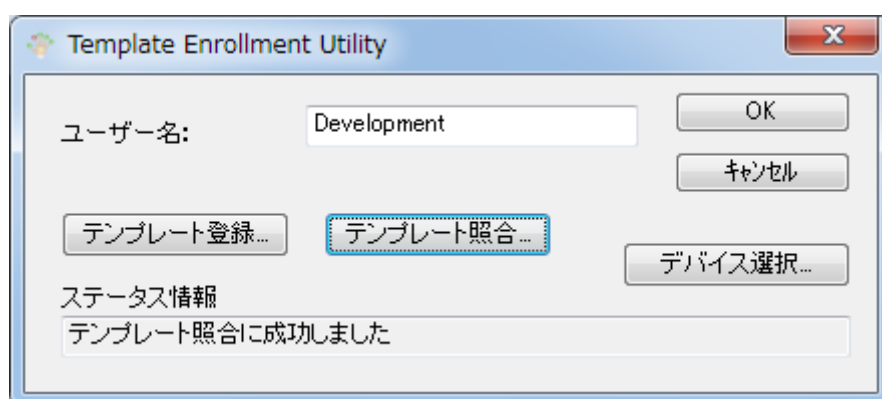 Template Enrollment Utility
ユーザー名:
Development
OK
キャンセル
テンプレート登録...
テンプレート照合...
デバイス選択...
ステータス情報
テンプレート照合に成功しました